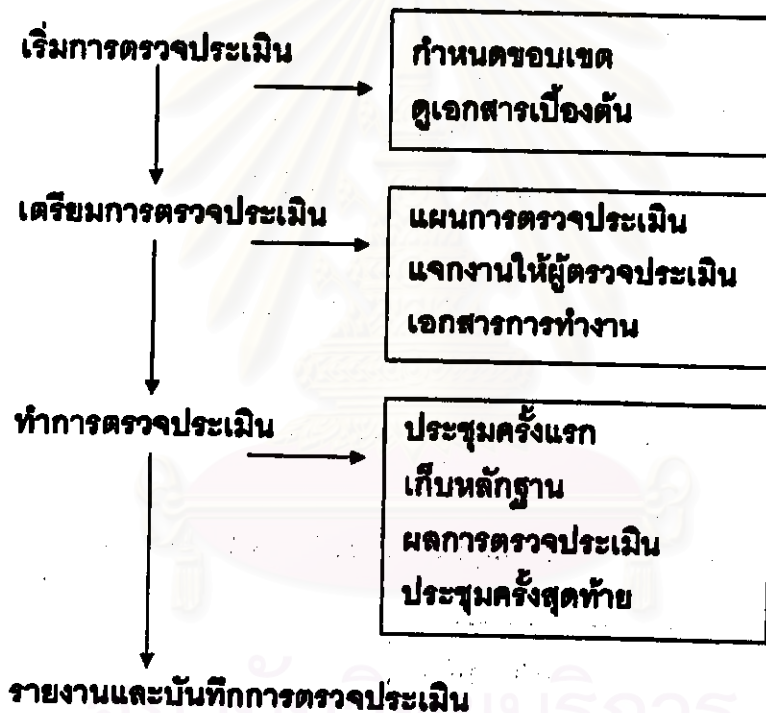 เริ่มการตรวจประเมิน
กำหนดขอบเขต
ดูเอกสารเบื้องต้น
เตรียมการตรวจประเมิน
แผนการตรวจประเมิน
แจกงานให้ผู้ตรวจประเมิน
เอกสารการทำงาน
ทำการตรวจประเมิน
ประชุมครั้งแรก
เก็บหลักฐาน
ผลการตรวจประเมิน
ประชุมครั้งสุดท้าย
รายงานและบันทึกการตรวจประเมิน